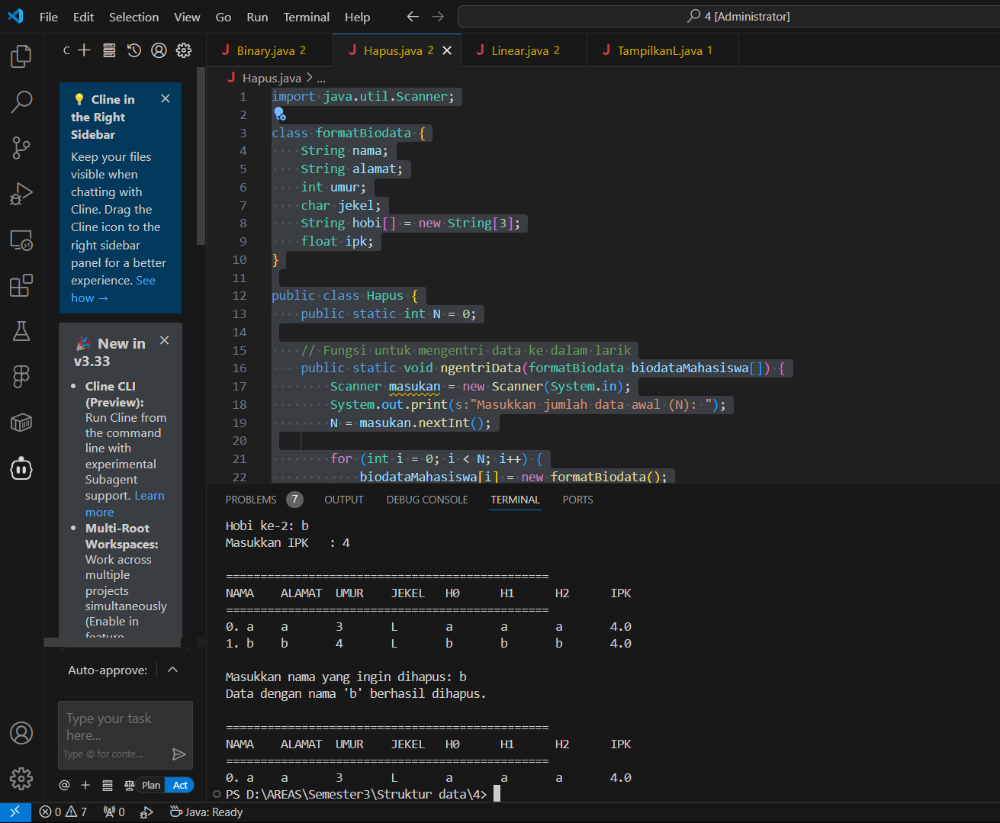 File Edit Selection View Go Run Terminal Help
4 [Administrator]
C
Binary.java 2
Hapus.java 2
Linear.java 2
TampilkanL.java 1
Hapus.java > ...
💡 Cline in
the Right
Sidebar
Keep your files
visible when
chatting with
Cline. Drag the
Cline icon to the
right sidebar
panel for a better
experience. See
how →
🎉 New in
v3.33
• Cline CLI
(Preview):
Run Cline from
the command
line with
experimental
Subagent
support. Learn
more
• Multi-Root
Workspaces:
Work across
multiple
projects
simultaneously
(Enable in
feature
Auto-approve:
Type your task
here...
Type @ for conte...
@ + Plan Act
1 import java.util.Scanner;
2
3 class formatBiodata {
4     String nama;
5     String alamat;
6     int umur;
7     char jekel;
8     String hobi[] = new String[3];
9     float ipk;
10 }
11
12 public class Hapus {
13     public static int N = 0;
14
15     // Fungsi untuk mengentri data ke dalam larik
16     public static void ngentriData(formatBiodata biodataMahasiswa[]) {
17         Scanner masukan = new Scanner(System.in);
18         System.out.print(s:"Masukkan jumlah data awal (N): ");
19         N = masukan.nextInt();
20
21         for (int i = 0; i < N; i++) {
22             biodataMahasiswa[i] = new formatBiodata();
PROBLEMS 7 OUTPUT DEBUG CONSOLE TERMINAL PORTS
Hobi ke-2: b
Masukkan IPK   : 4
===============================================
NAMA    ALAMAT  UMUR    JEKEL   H0      H1      H2      IPK
===============================================
0. a    a       3       L       a       a       a       4.0
1. b    b       4       L       b       b       b       4.0
Masukkan nama yang ingin dihapus: b
Data dengan nama 'b' berhasil dihapus.
===============================================
NAMA    ALAMAT  UMUR    JEKEL   H0      H1      H2      IPK
===============================================
0. a    a       3       L       a       a       a       4.0
PS D:\AREAS\Semester3\Struktur data\4>
0 7 0 Java: Ready